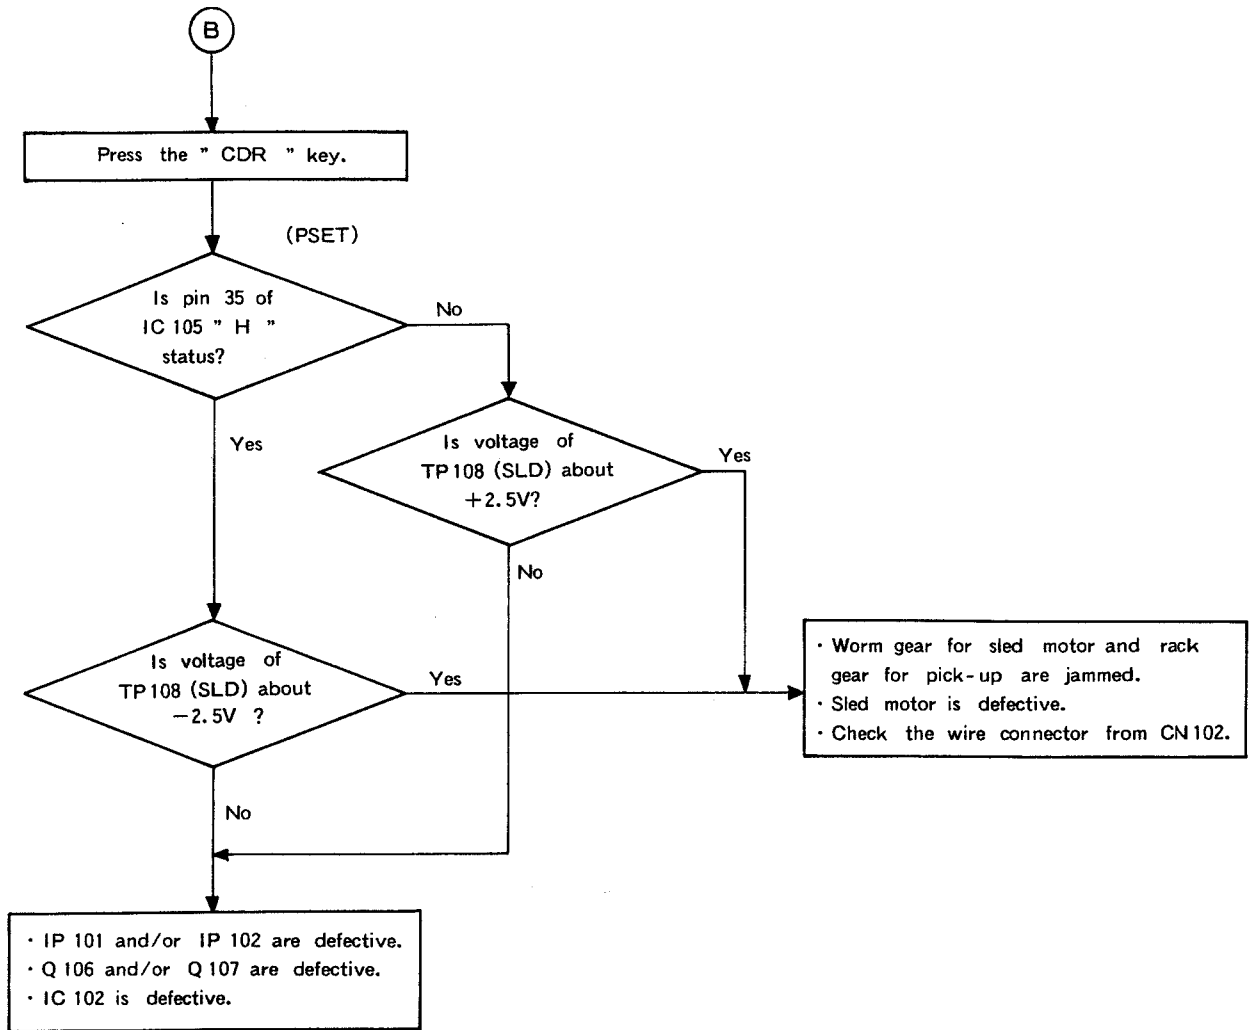 B
Press the " CDR " key.
(PSET)
Is pin 35 of
IC 105 " H "
status?
No
Yes
Is voltage of
TP 108 (SLD) about
+2.5V?
Yes
No
Is voltage of
TP 108 (SLD) about
−2.5V ?
Yes
No
· Worm gear for sled motor and rack
gear for pick-up are jammed.
· Sled motor is defective.
· Check the wire connector from CN 102.
· IP 101 and/or IP 102 are defective.
· Q 106 and/or Q 107 are defective.
· IC 102 is defective.